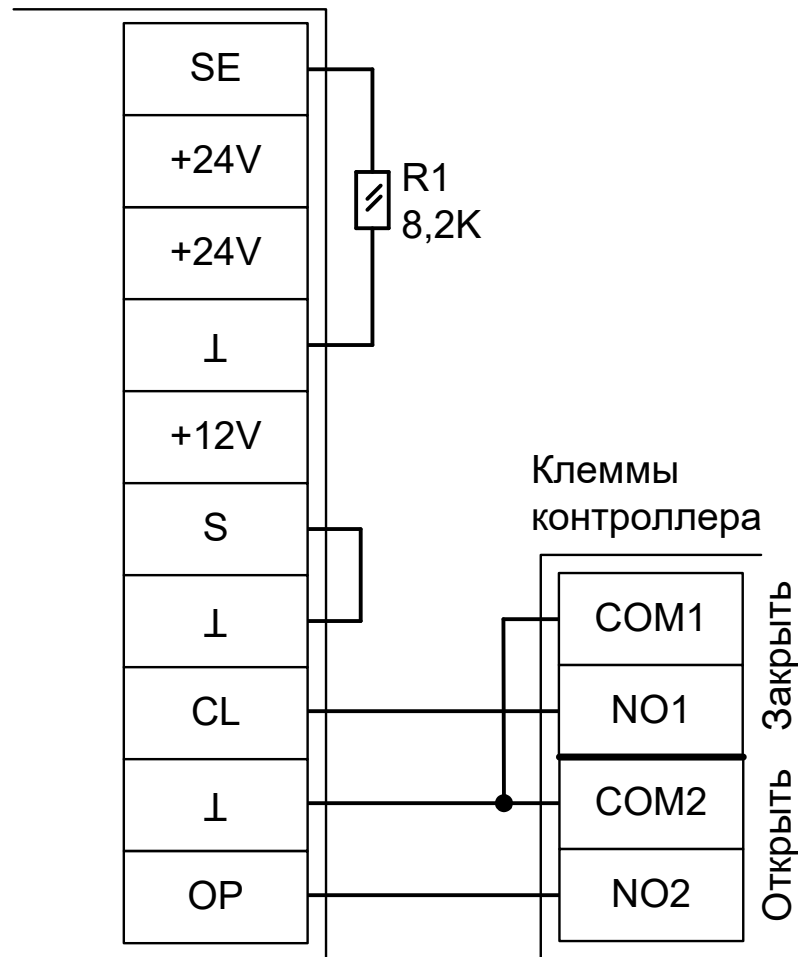 SE
+24V
+24V
⊥
+12V
S
⊥
CL
⊥
OP
R1
8,2K
Клеммы
контроллера
COM1
NO1
COM2
NO2
Закрыть
Открыть